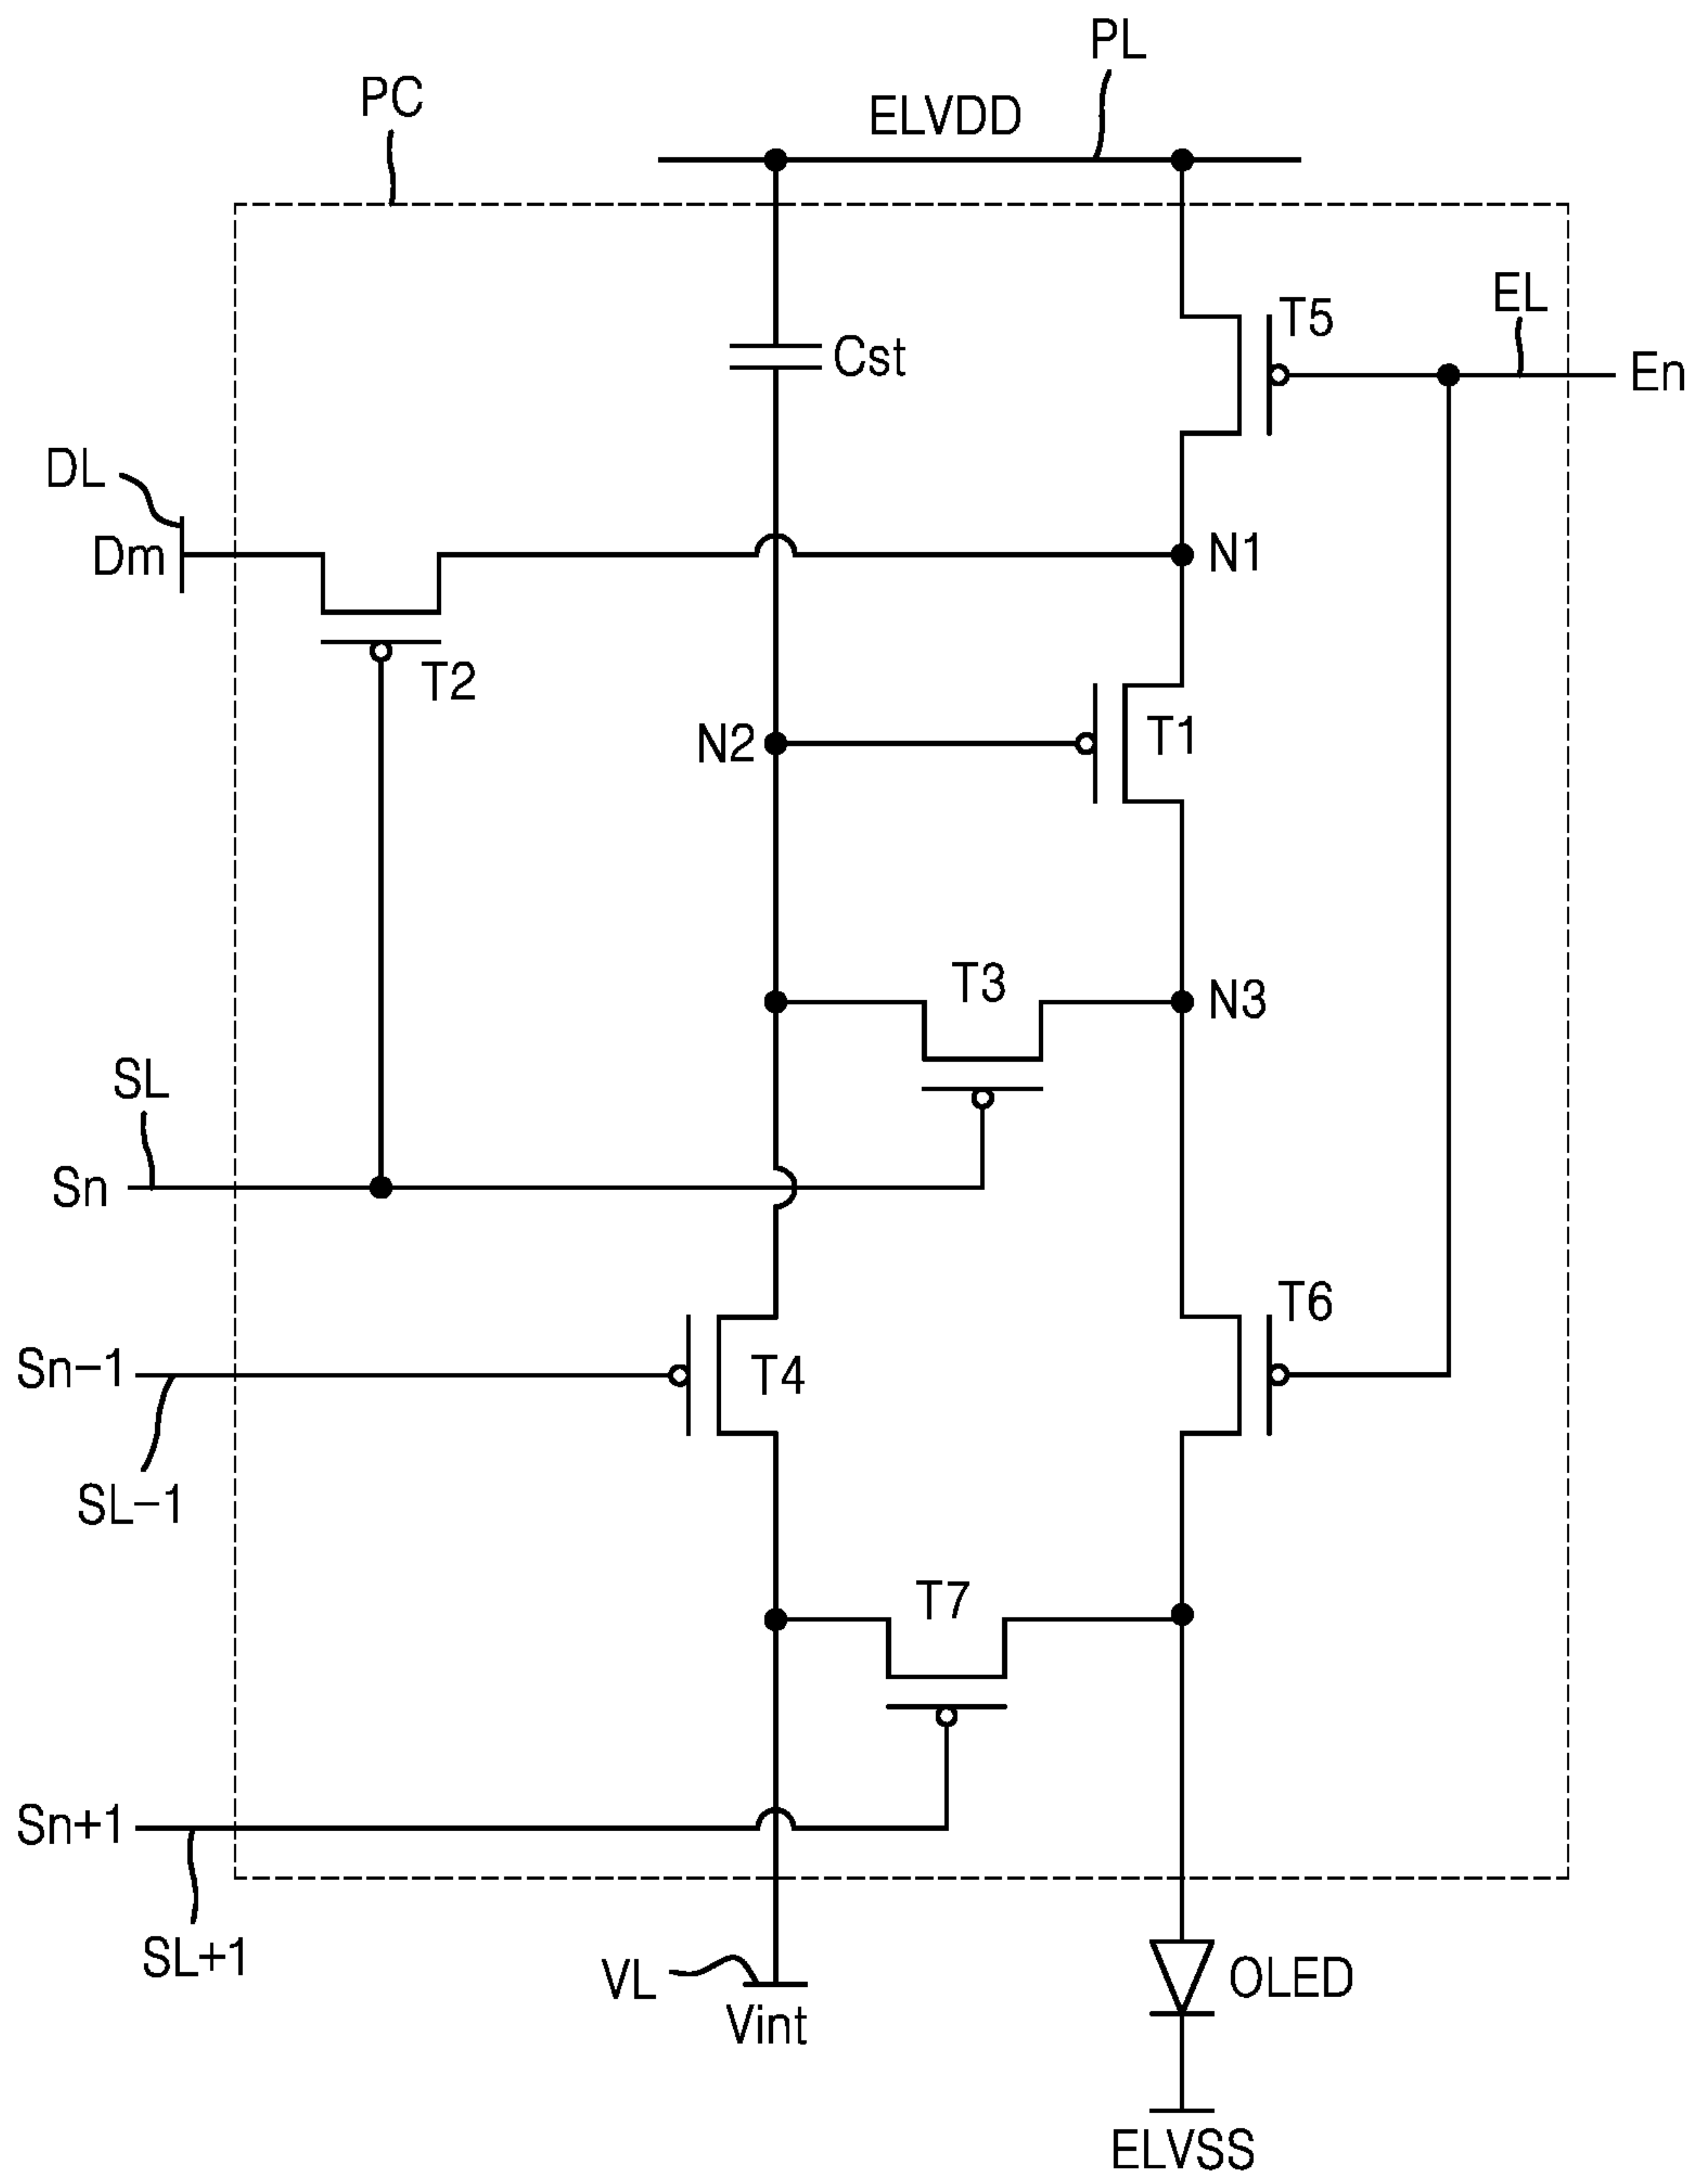 PL
PC
ELVDD
EL
T5
Cst
En
DL
Dm
N1
T2
N2
T1
T3
N3
SL
Sn
T6
Sn-1
T4
SL-1
T7
Sn+1
SL+1
VL
OLED
Vint
ELVSS